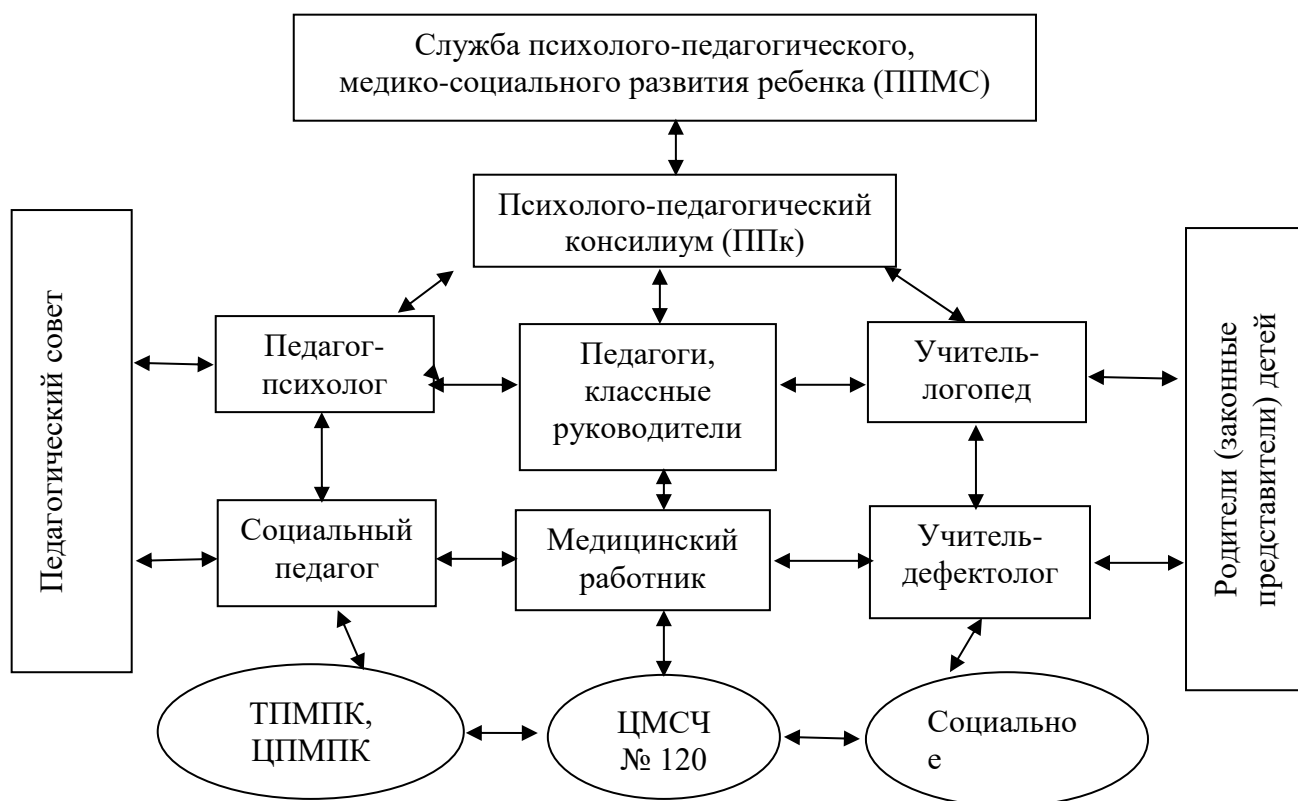 Служба психолого-педагогического,
медико-социального развития ребенка (ППМС)
Психолого-педагогический
консилиум (ППк)
Педагогический совет
Педагог-
психолог
Педагоги,
классные
руководители
Учитель-
логопед
Родители (законные
представители) детей
Социальный
педагог
Медицинский
работник
Учитель-
дефектолог
ТПМПК,
ЦПМПК
ЦМСЧ
№ 120
Социально
е